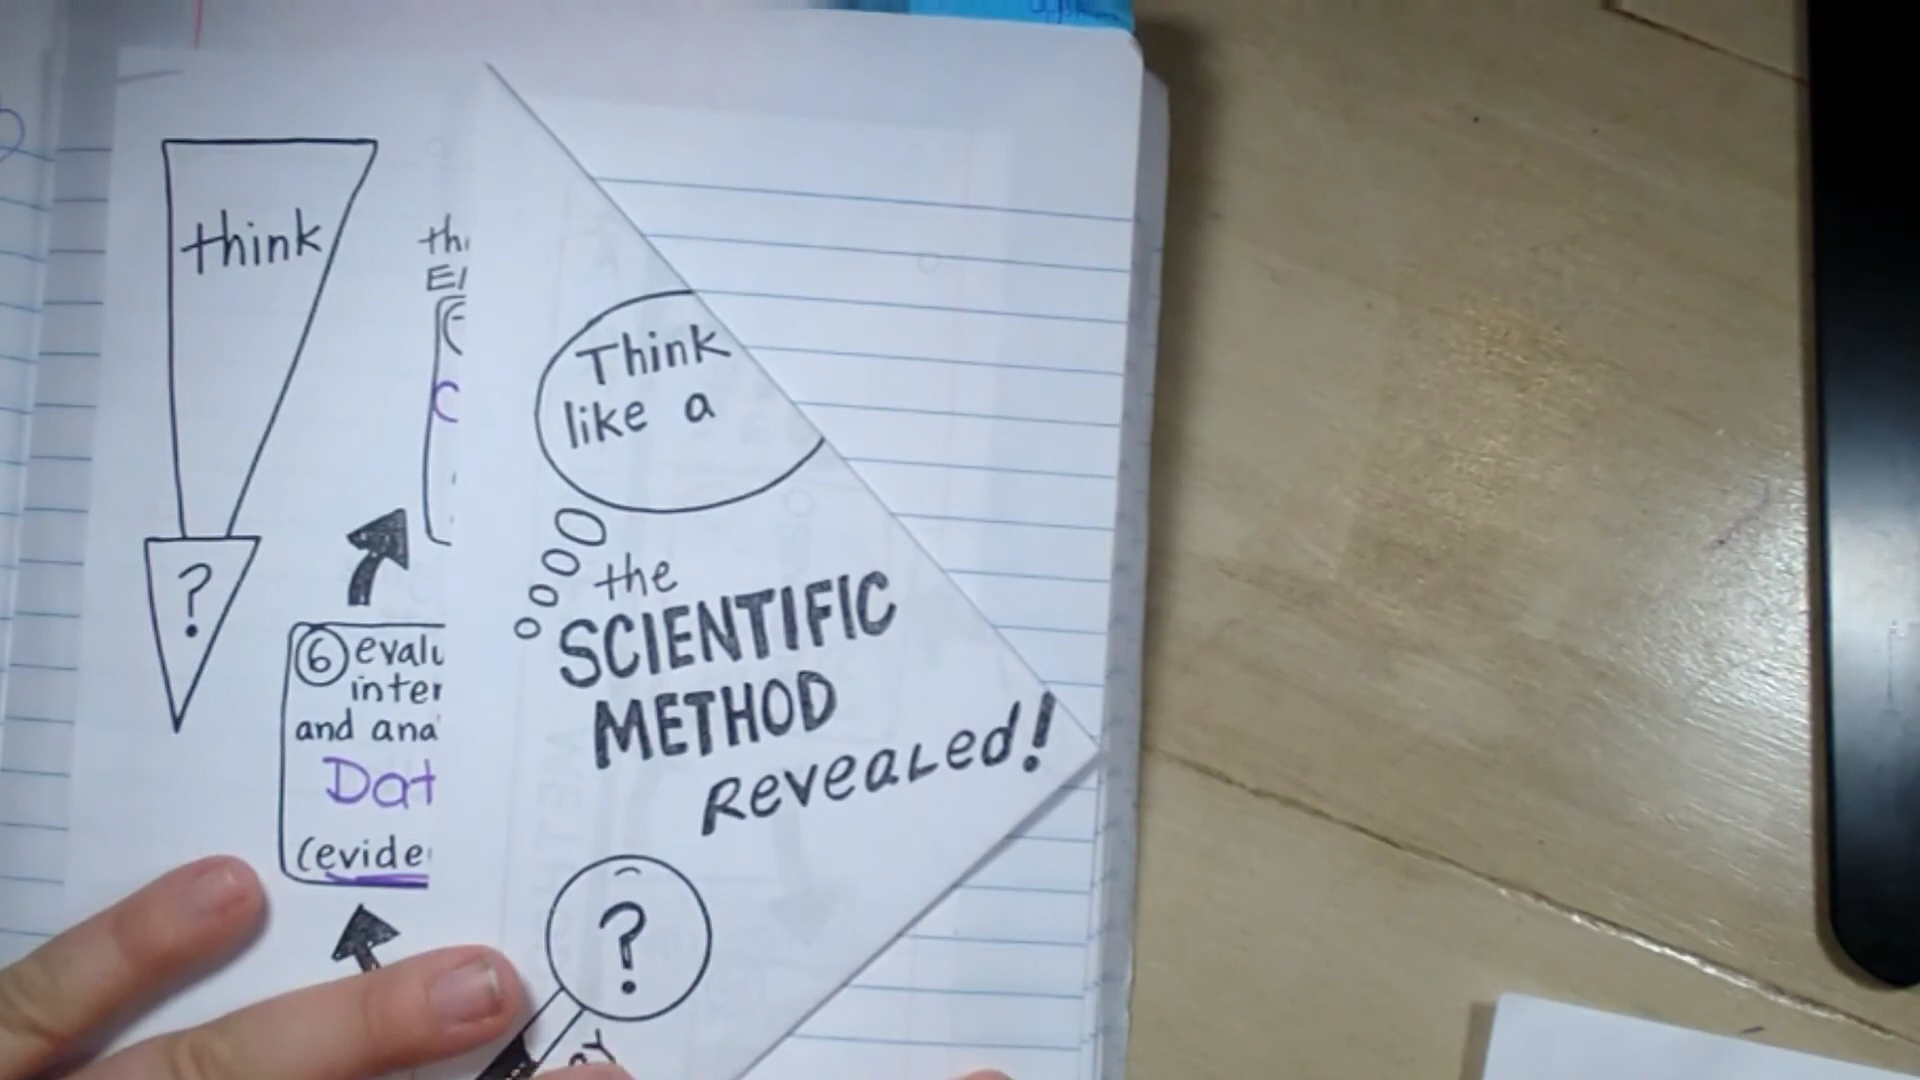 think
?
6 evalu
inter
and ana
Dat
(evide
Think
like a
the
SCIENTIFIC
METHOD
Revealed!
?